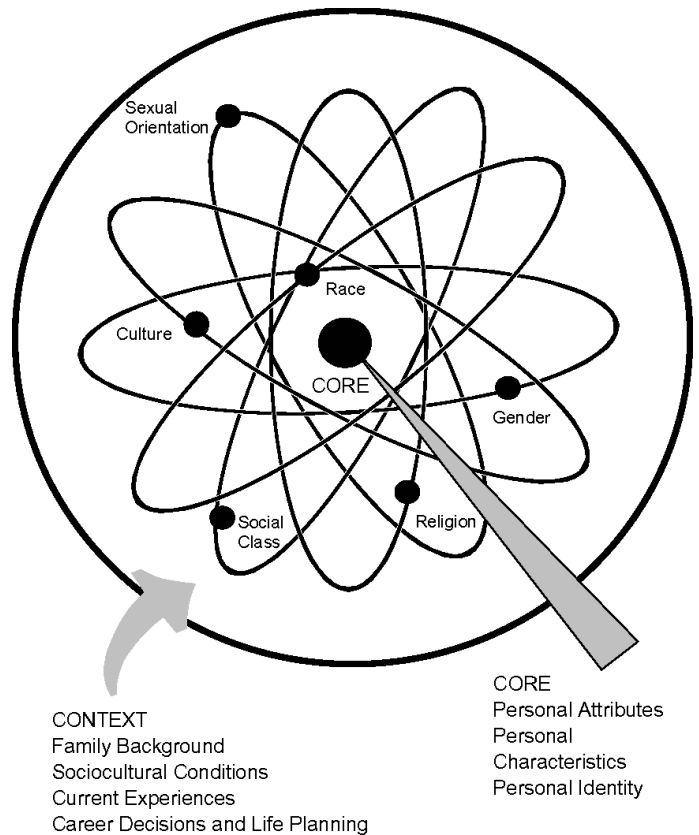 Sexual
Orientation
Race
Culture
CORE
Gender
Religion
Social
Class
CONTEXT
Family Background
Sociocultural Conditions
Current Experiences
Career Decisions and Life Planning
CORE
Personal Attributes
Personal
Characteristics
Personal Identity